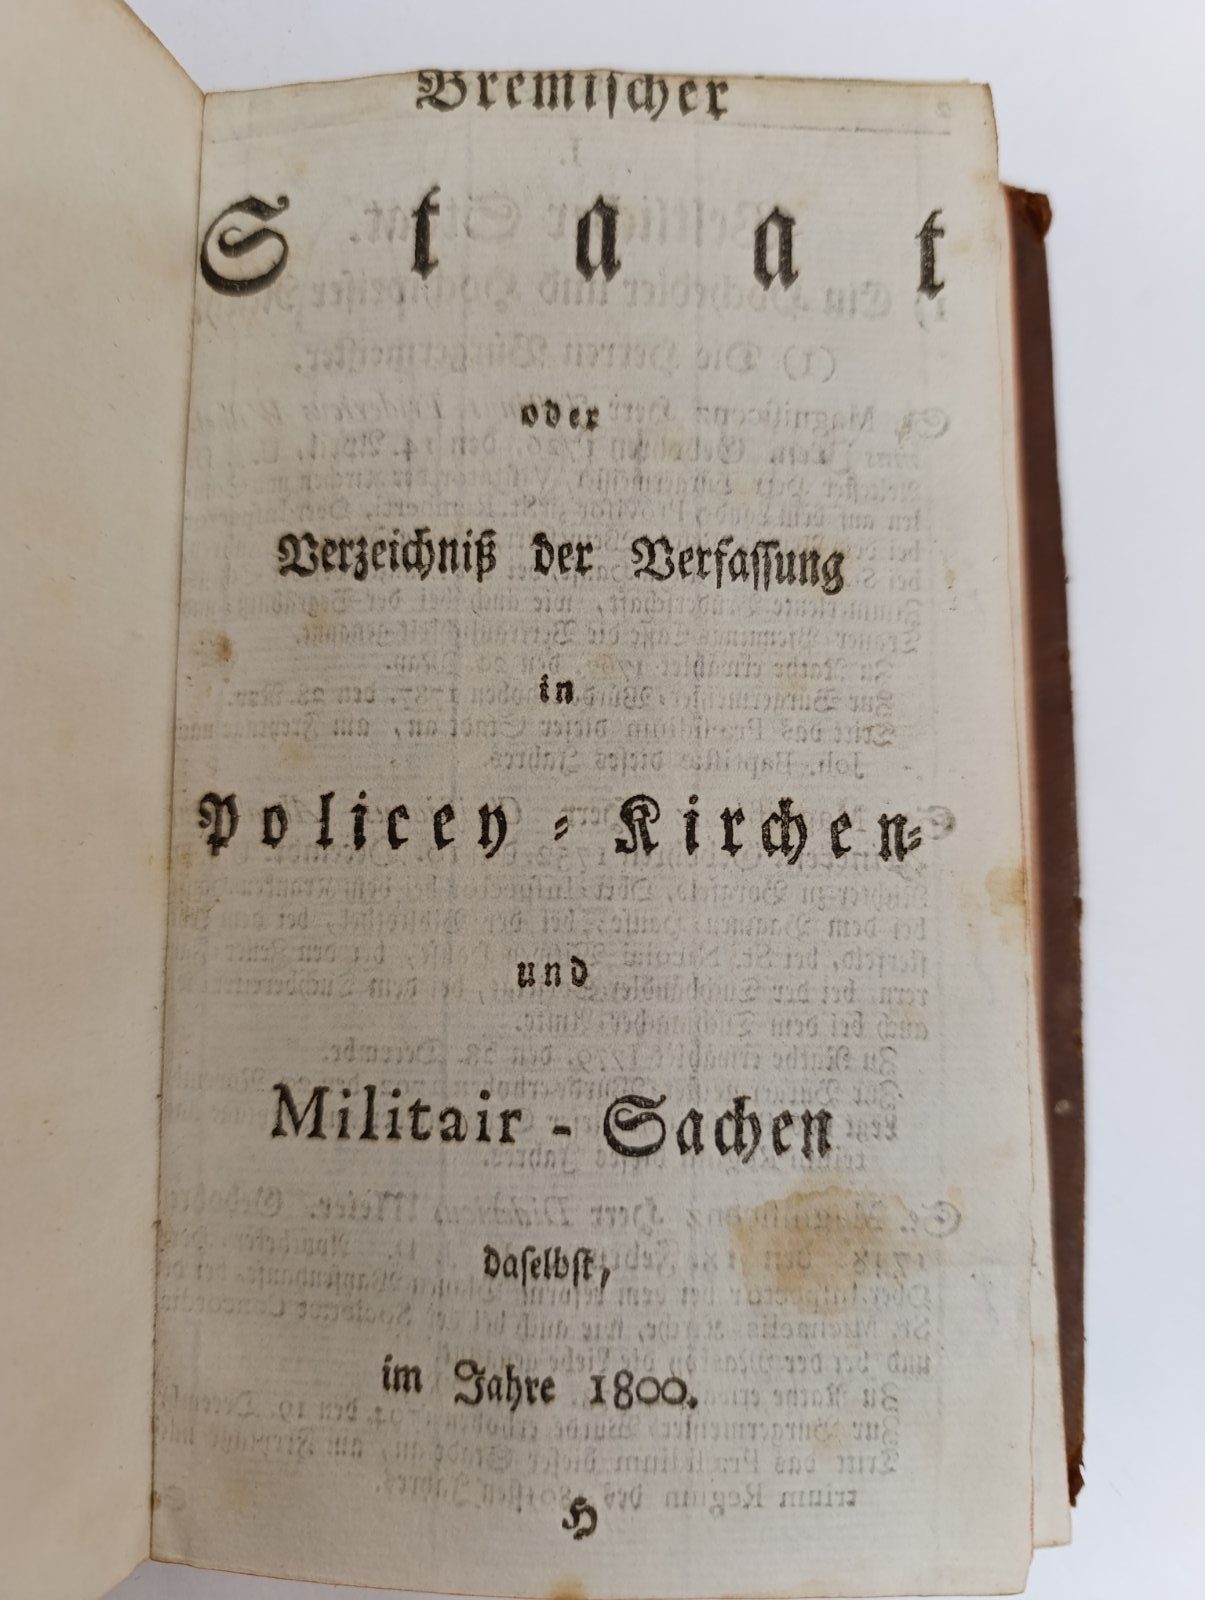 Bremischer
Staat
oder
Verzeichniß der Verfassung
in
Policey-Kirchen-
und
Militair-Sachen
daselbst,
im Jahre 1800.
H